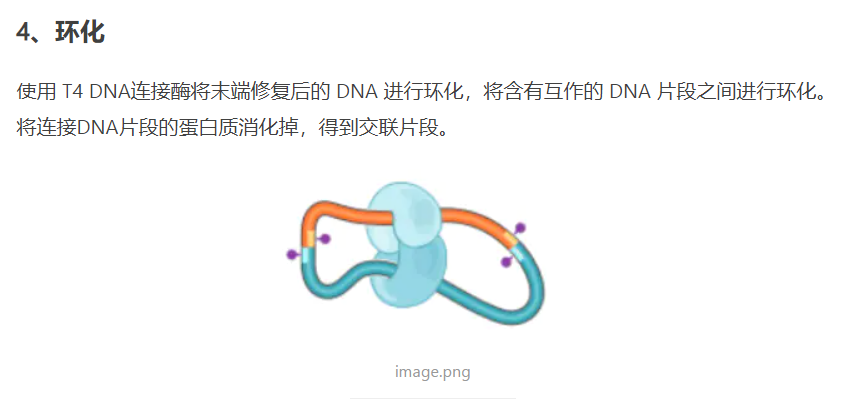 4、环化
使用 T4 DNA连接酶将末端修复后的 DNA 进行环化，将含有互作的 DNA 片段之间进行环化。
将连接DNA片段的蛋白质消化掉，得到交联片段。
image.png